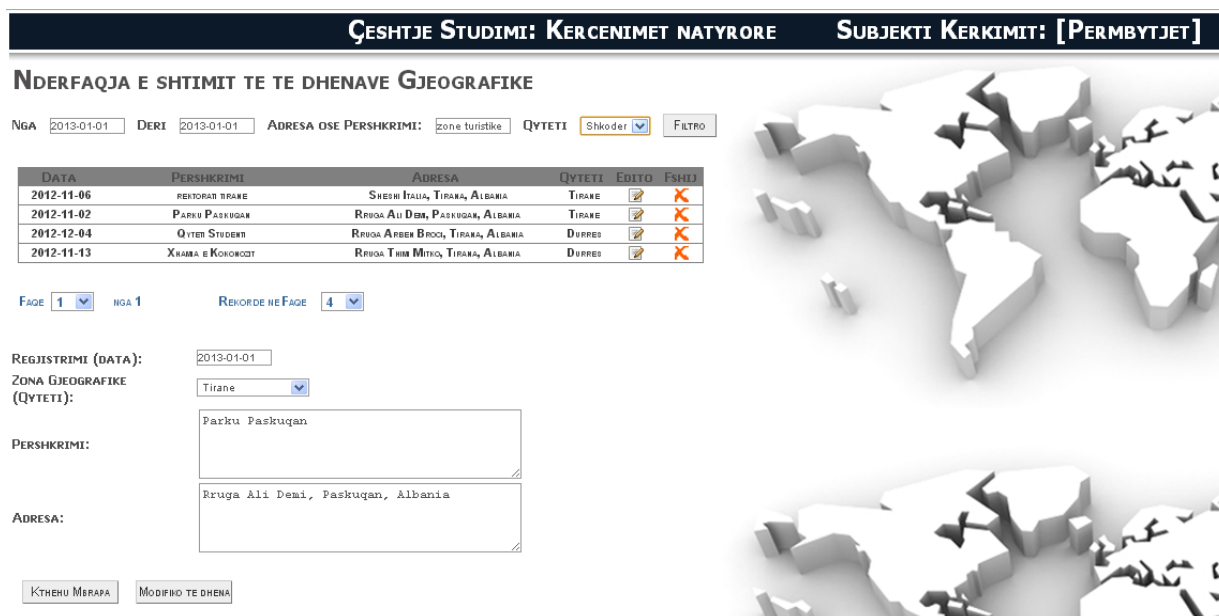 Çeshtje Studimi: Kercenimet natyrore Subjekti Kerkimit: [Permbytjet]
Nderfaqja e shtimit te te dhenave Gjeografike
Nga 2013-01-01 Deri 2013-01-01 Adresa ose Pershkrimi: zone turistike Qyteti Shkoder Filtro
Data Pershkrimi Adresa Qyteti Edito Fshij
2012-11-06 rektorati tirane Sheshi Italia, Tirana, Albania Tirane
2012-11-02 Parku Paskuqan Rruga Ali Demi, Paskuqan, Albania Tirane
2012-12-04 Qyteti Studenti Rruga Arben Broci, Tirana, Albania Durres
2012-11-13 Xhamia e Kokonozit Rruga Thimi Mitko, Tirana, Albania Durres
Faqe 1 nga 1 Rekorde ne Faqe 4
Regjistrimi (data): 2013-01-01
Zona Gjeografike
(Qyteti): Tirane
Pershkrimi: Parku Paskuqan
Adresa: Rruga Ali Demi, Paskuqan, Albania
Kthehu Mbrapa Modifiko te dhena